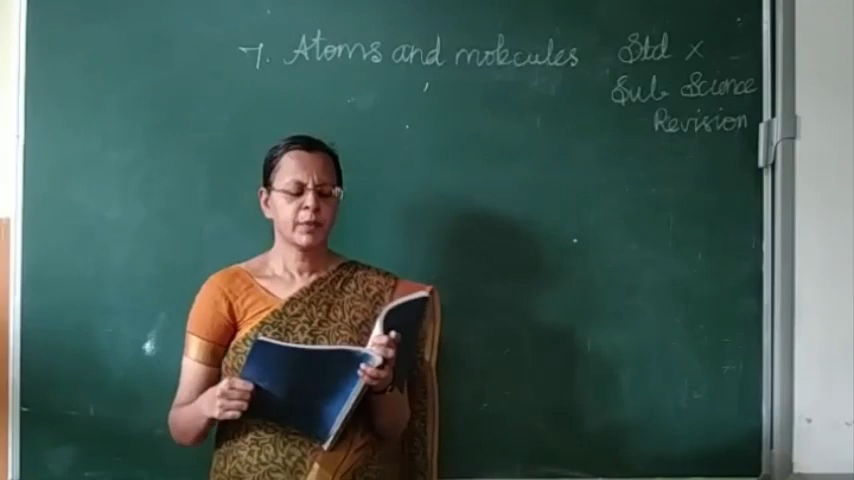 7. Atoms and molecules
Std X
Sub Science
Revision